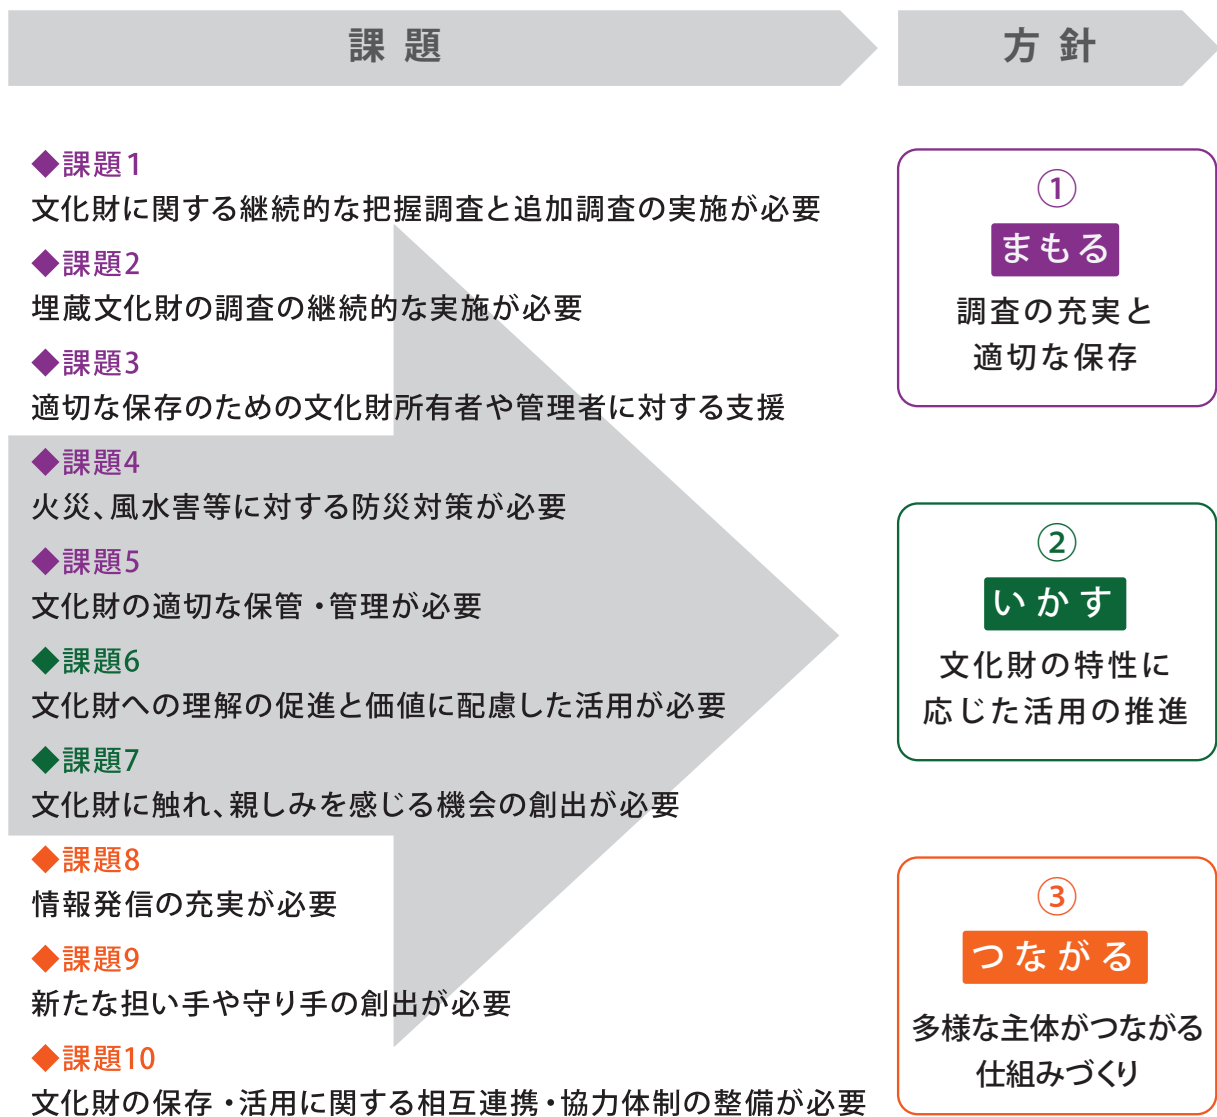 課題
方針
◆課題1
文化財に関する継続的な把握調査と追加調査の実施が必要
◆課題2
埋蔵文化財の調査の継続的な実施が必要
◆課題3
適切な保存のための文化財所有者や管理者に対する支援
◆課題4
火災、風水害等に対する防災対策が必要
◆課題5
文化財の適切な保管・管理が必要
◆課題6
文化財への理解の促進と価値に配慮した活用が必要
◆課題7
文化財に触れ、親しみを感じる機会の創出が必要
◆課題8
情報発信の充実が必要
◆課題9
新たな担い手や守り手の創出が必要
◆課題10
文化財の保存・活用に関する相互連携・協力体制の整備が必要
①
まもる
調査の充実と
適切な保存
②
いかす
文化財の特性に
応じた活用の推進
③
つながる
多様な主体がつながる
仕組みづくり